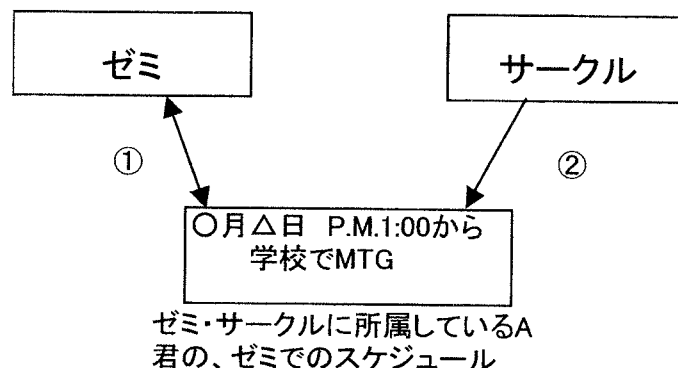 ゼミ
サークル
①
②
○月△日 P.M.1:00から
学校でMTG
ゼミ・サークルに所属しているA
君の、ゼミでのスケジュール